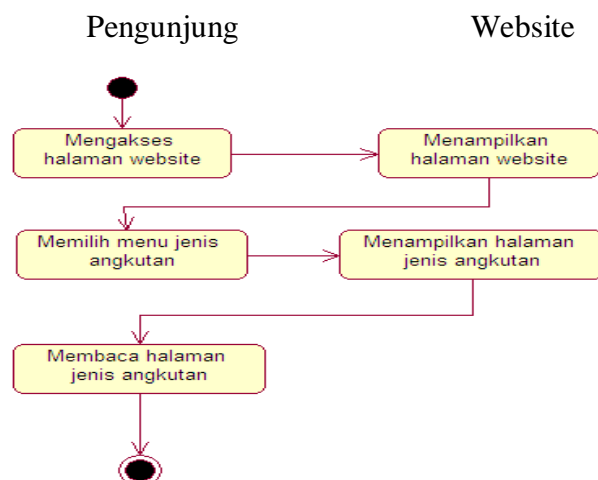 Pengunjung
Website
Mengakses
halaman website
Menampilkan
halaman website
Memilih menu jenis
angkutan
Menampilkan halaman
jenis angkutan
Membaca halaman
jenis angkutan